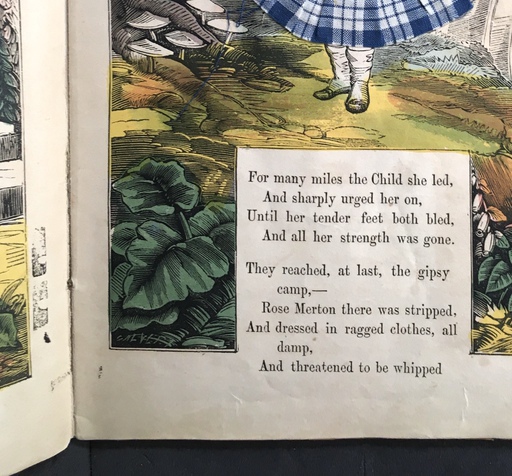 For many miles the Child she led,
And sharply urged her on,
Until her tender feet both bled,
And all her strength was gone.
They reached, at last, the gipsy
camp,—
Rose Merton there was stripped,
And dressed in ragged clothes, all
damp,
And threatened to be whipped